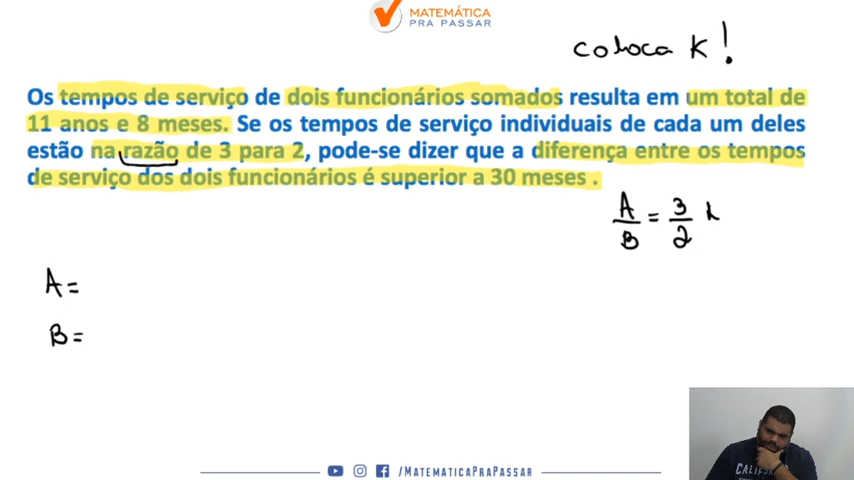 MATEMÁTICA
PRA PASSAR
coloca K!
Os tempos de serviço de dois funcionários somados resulta em um total de
11 anos e 8 meses. Se os tempos de serviço individuais de cada um deles
estão na razão de 3 para 2, pode-se dizer que a diferença entre os tempos
de serviço dos dois funcionários é superior a 30 meses .
A/B = 3/2
A=
B=
/MATEMATICAPRAPASSAR